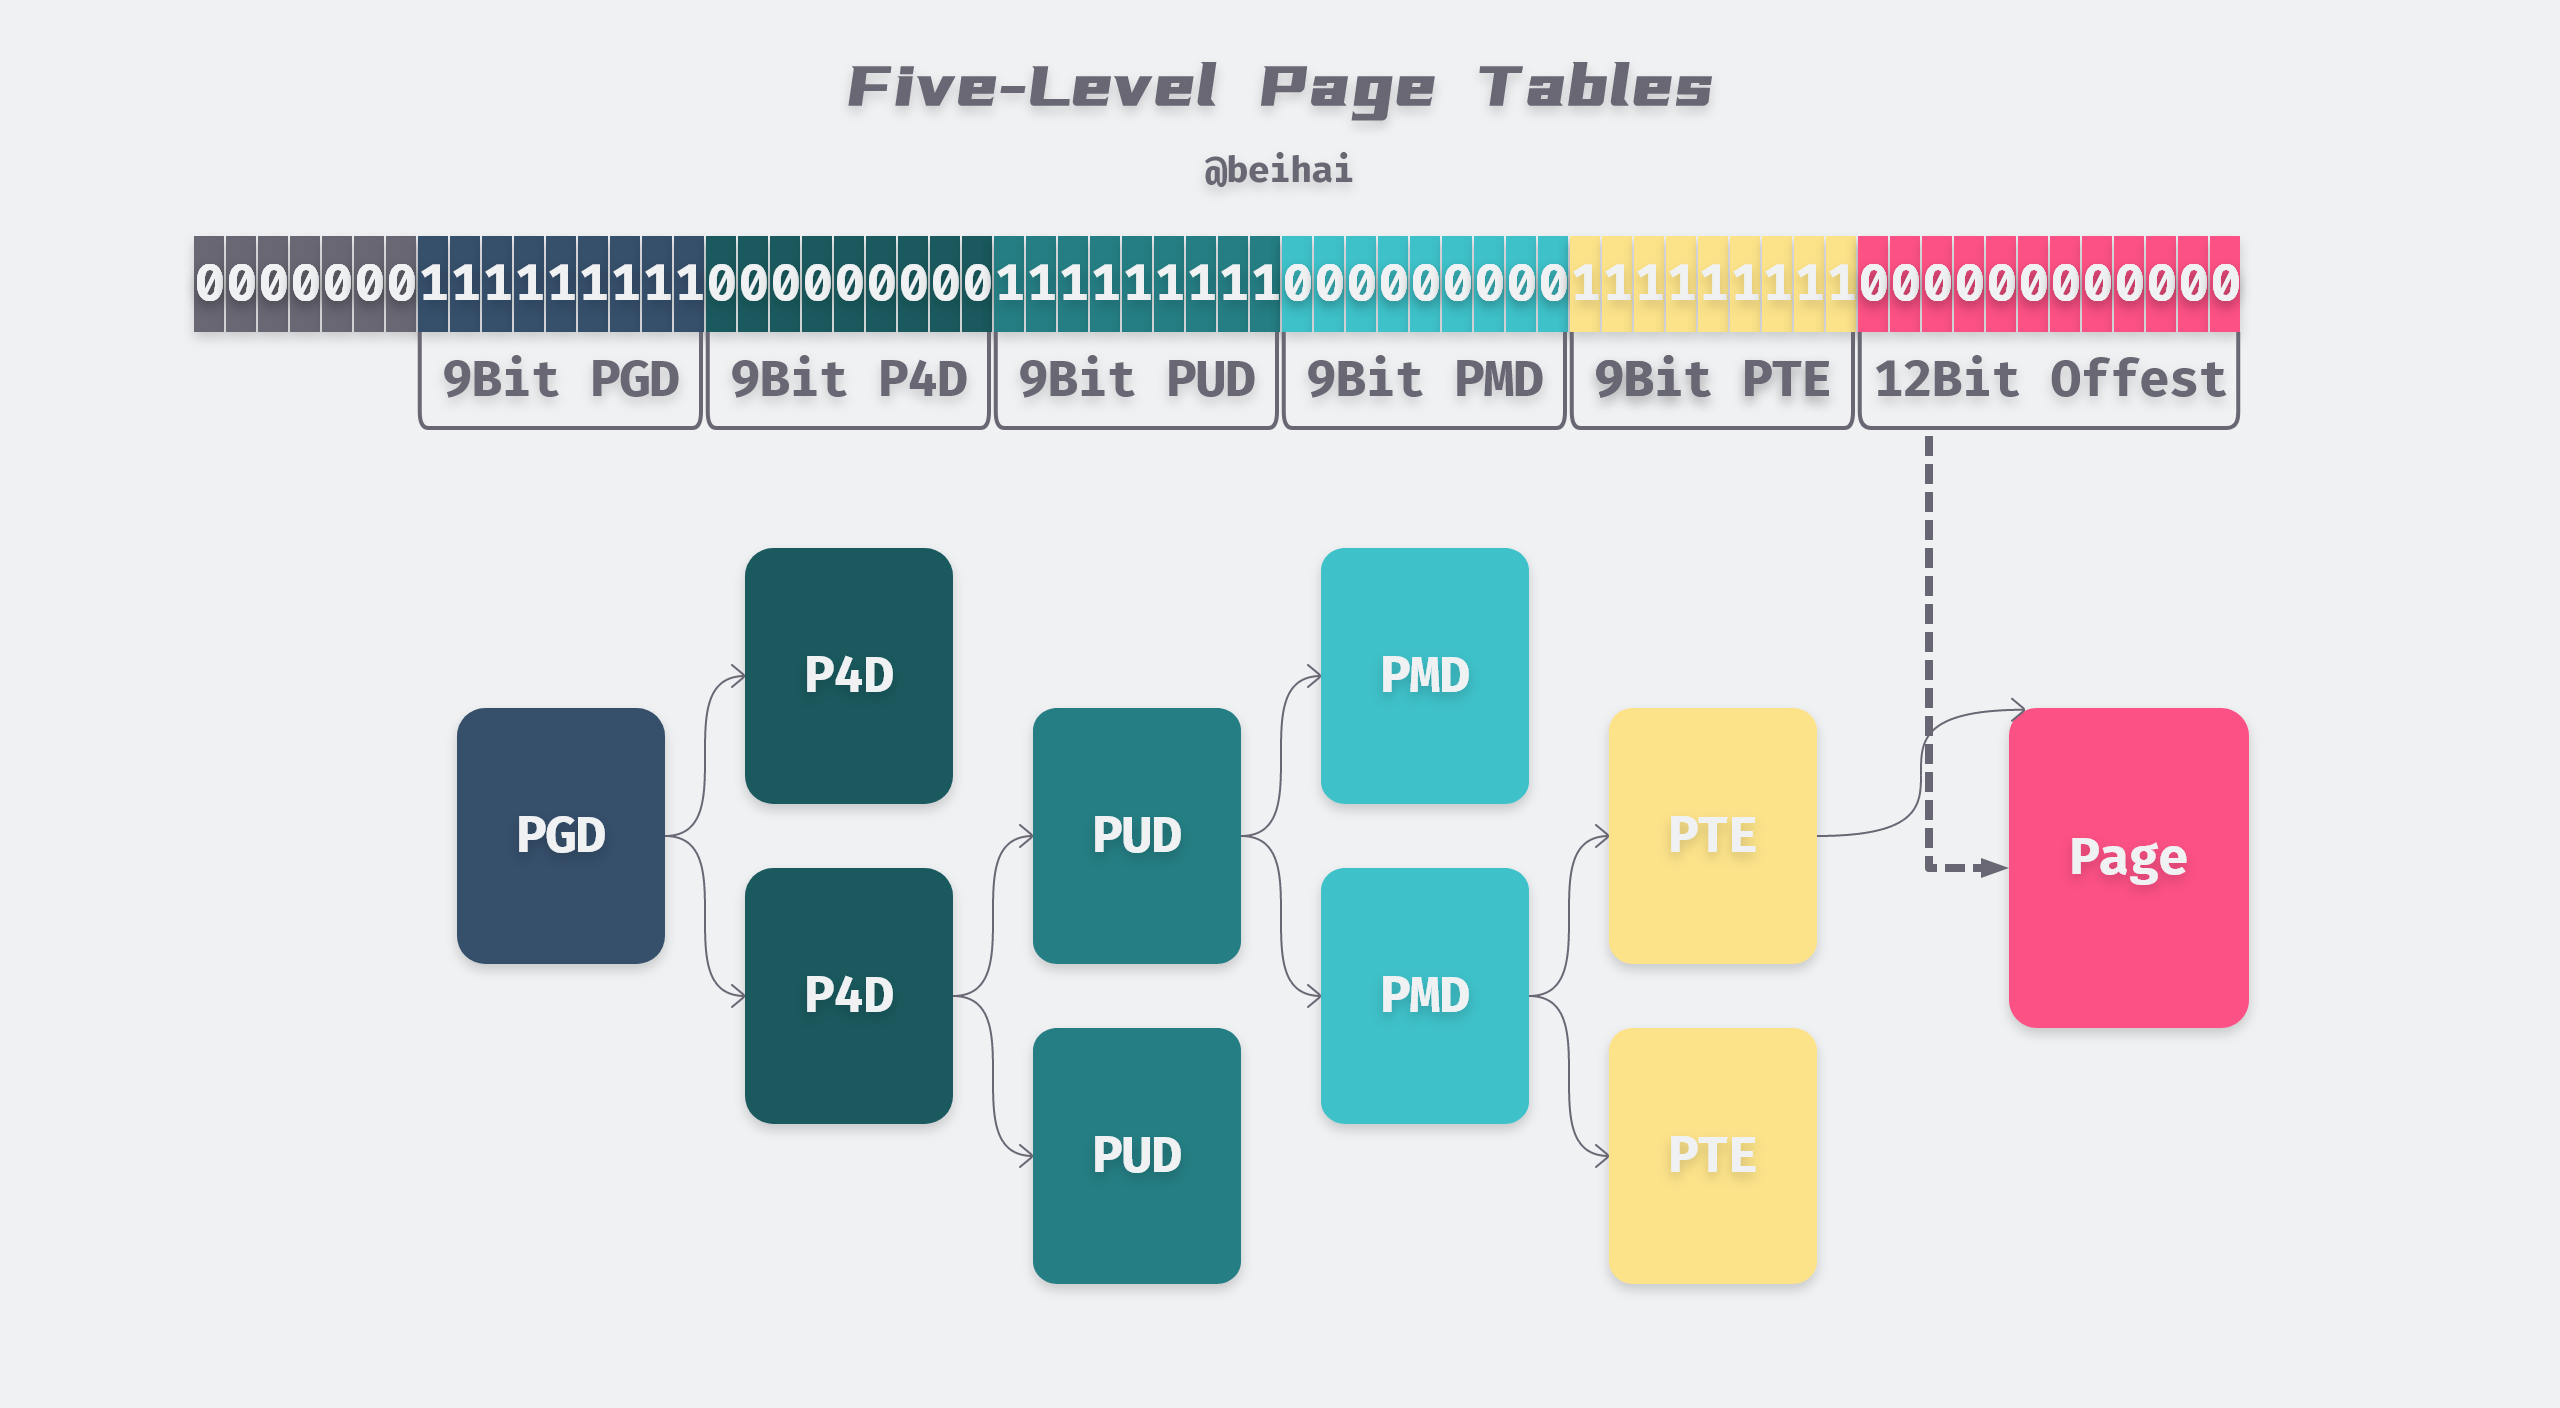 Five-Level Page Tables
@beihai
0000000111111111000000000111111111000000000111111111000000000000
9Bit PGD 9Bit P4D 9Bit PUD 9Bit PMD 9Bit PTE 12Bit Offest
P4D PMD
PGD PUD PTE Page
P4D PMD
PUD PTE